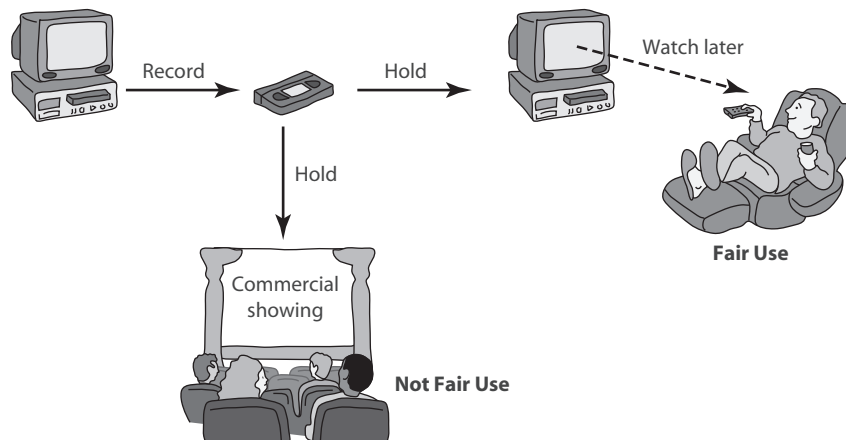 Record
Hold
Watch later
Hold
Fair Use
Commercial
showing
Not Fair Use